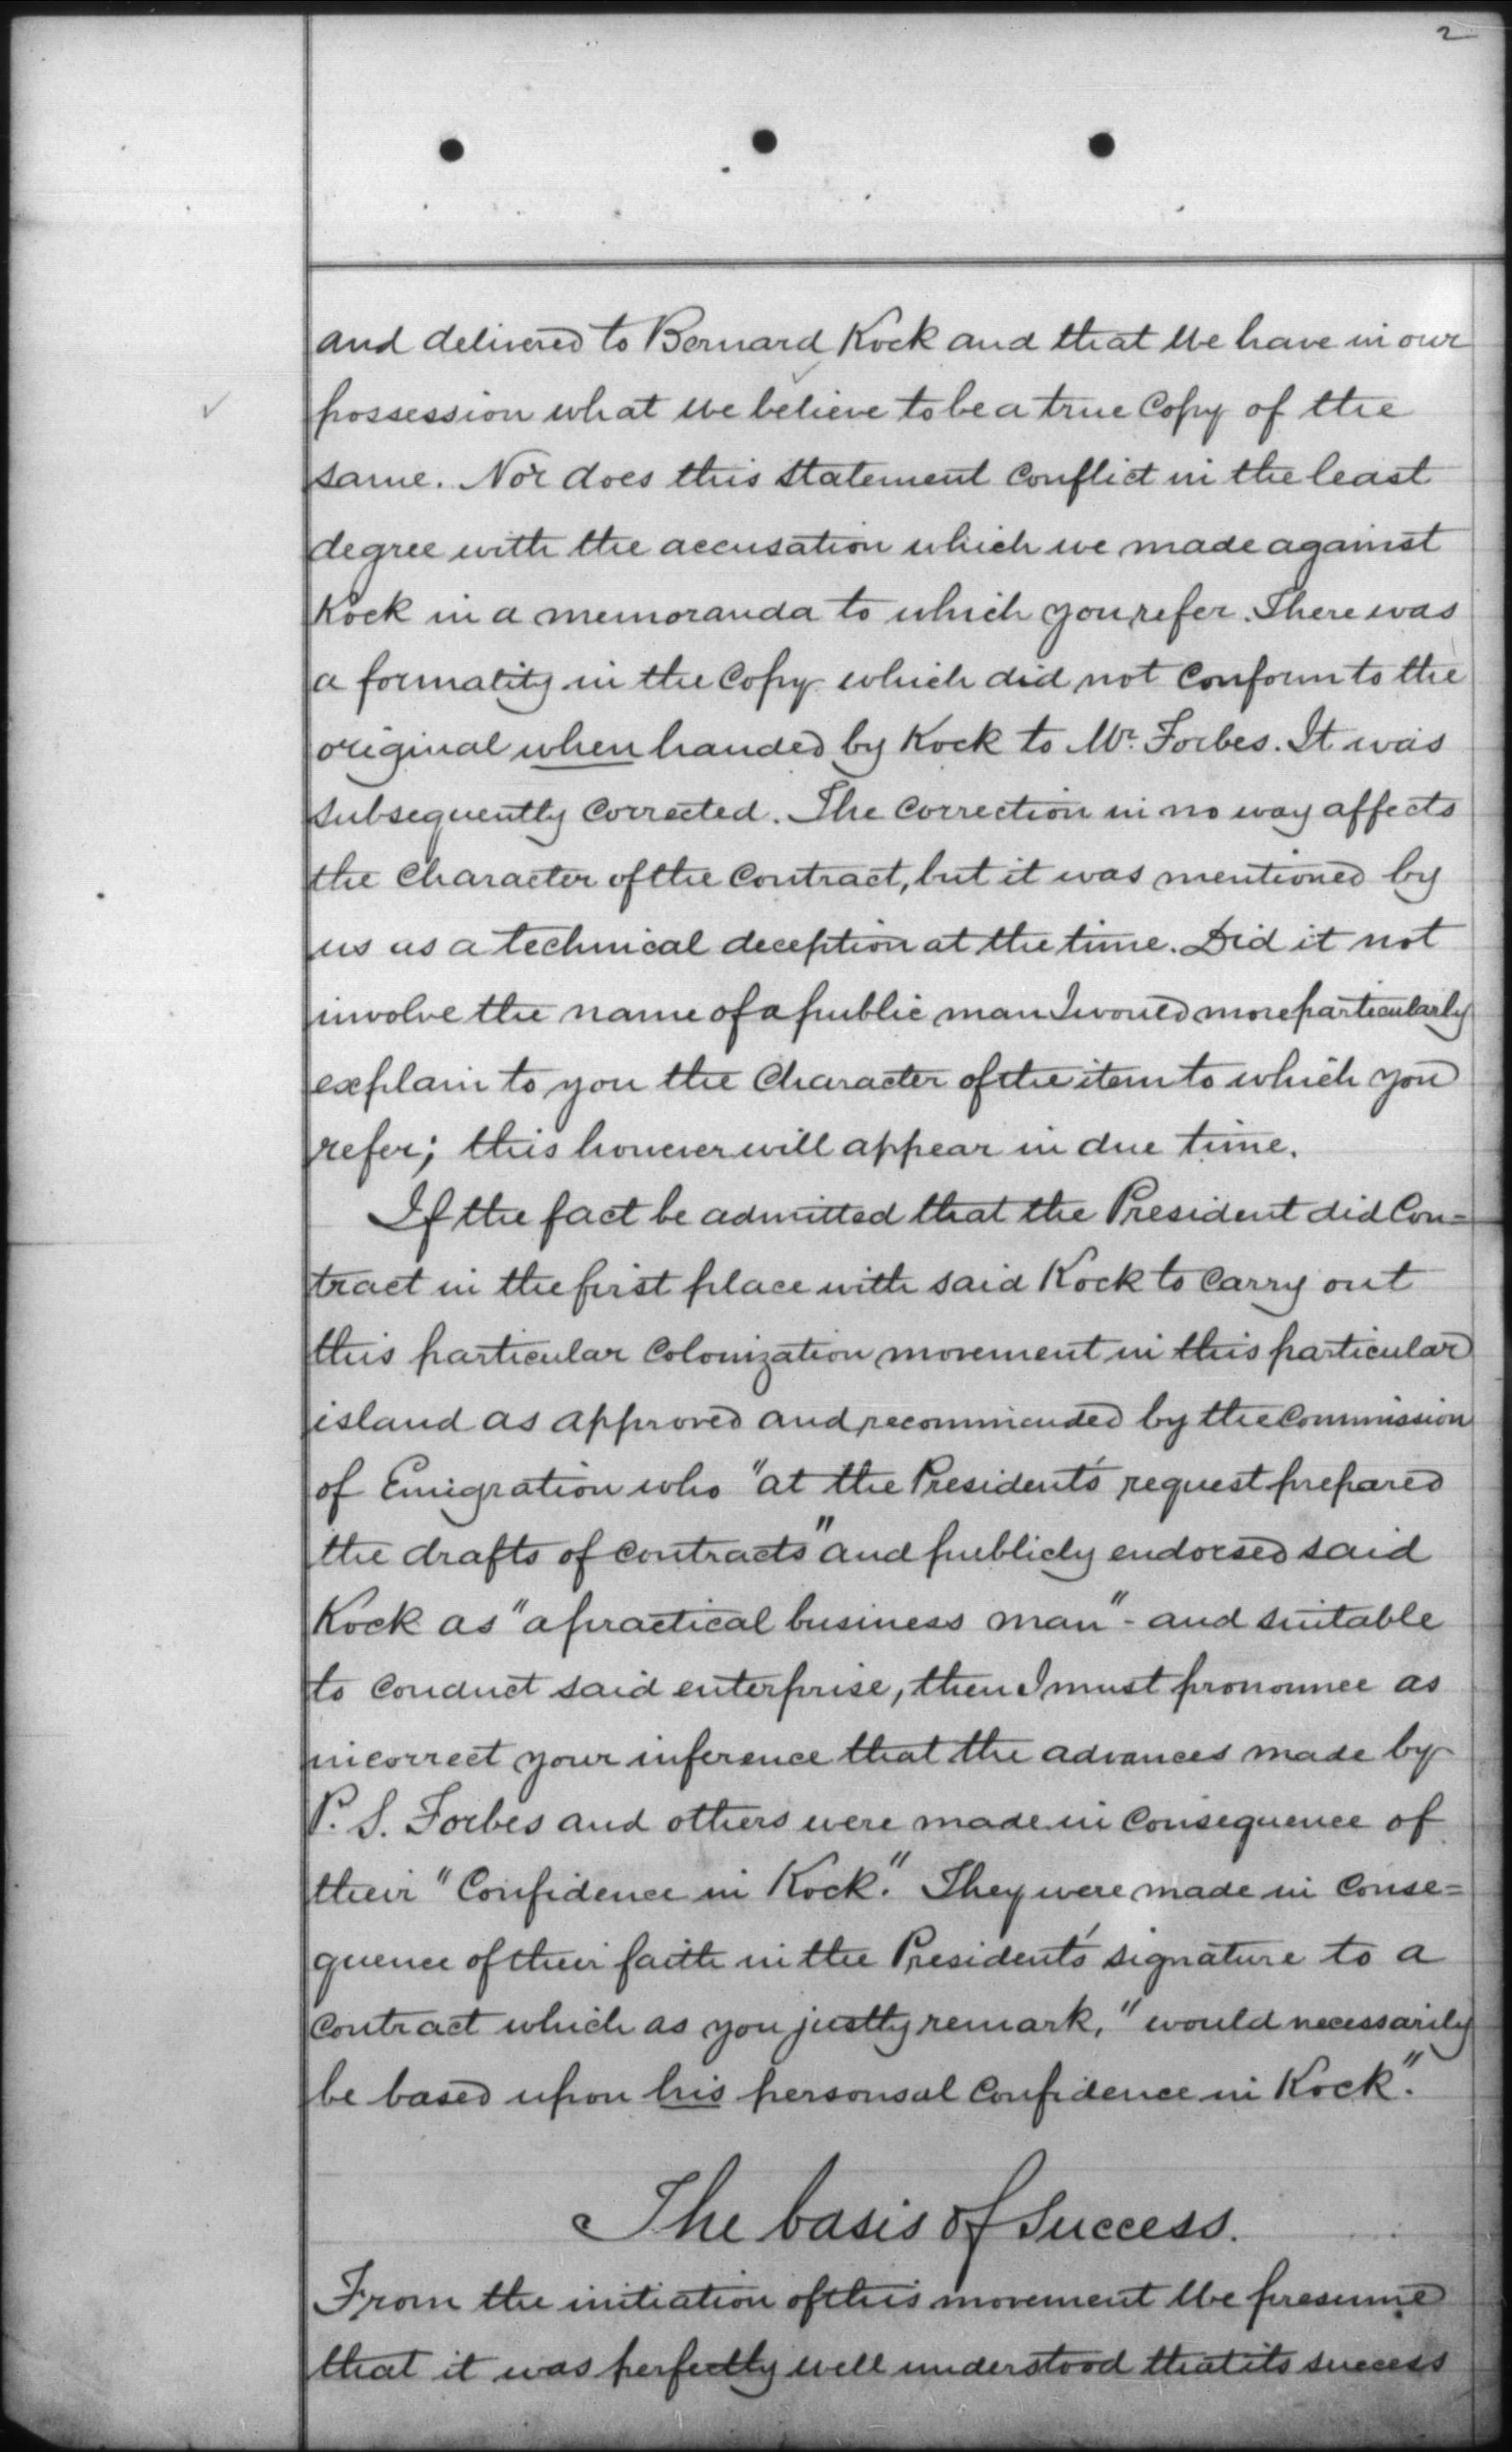 2
and delivered to Bernard Kock and that We have in our
possession what we believe to be a true Copy of the
same. Nor does this statement Conflict in the least
degree with the accusation which we made against
Kock in a memoranda to which you refer. There was
a formality in the Copy which did not Conform to the
original when handed by Kock to Mr. Forbes. It was
subsequently Corrected. The Correction in no way affects
the Character of the Contract, but it was mentioned by
us as a technical deception at the time. Did it not
involve the name of a public man I would more particularly
explain to you the Character of the item to which you
refer; this however will appear in due time.
If the fact be admitted that the President did Con=
tract in the first place with said Kock to Carry out
this particular Colonization movement in this particular
island as approved and recommended by the Commission
of Emigration who "at the President's request prepared
the drafts of Contracts" and publicly endorsed said
Kock as "a practical business man" - and suitable
to Conduct said enterprise, then I must pronounce as
incorrect your inference that the advances made by
P. S. Forbes and others were made in Consequence of
their "Confidence in Kock." They were made in Conse=
quence of their faith in the President's signature to a
Contract which as you justly remark, "would necessarily
be based upon his personsal Confidence in Kock".
The basis of Success.
From the initiation of this movement We presume
that it was perfectly well understood that its success